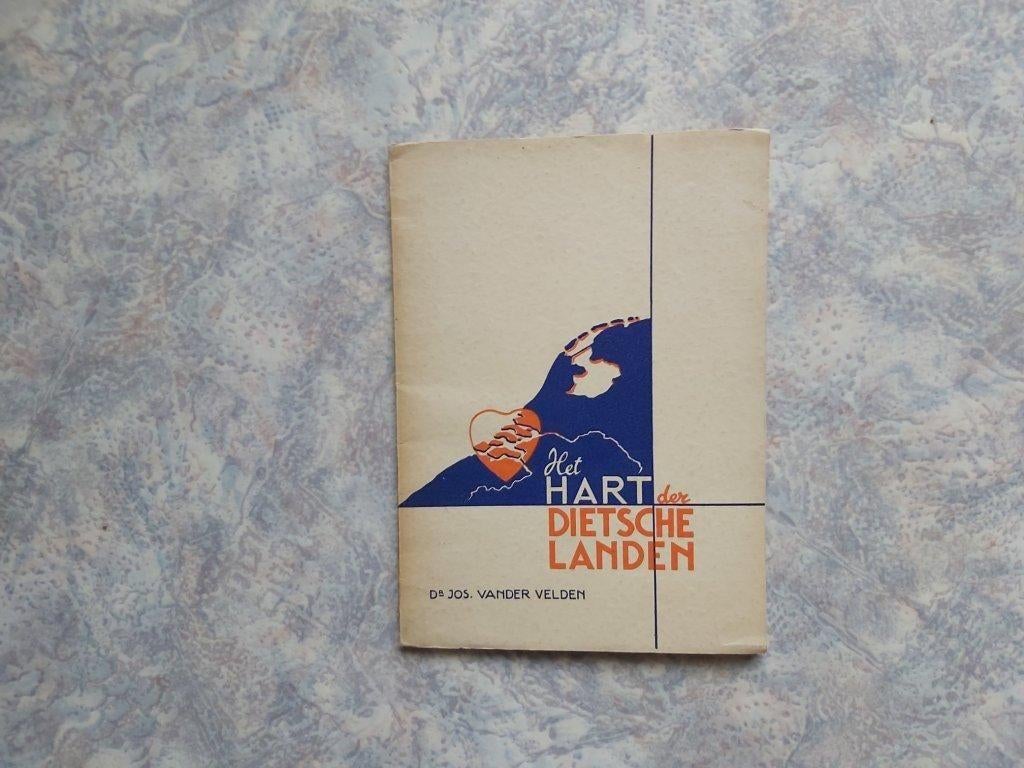 Het
HART der
DIETSCHE
LANDEN
DR JOS. VANDER VELDEN